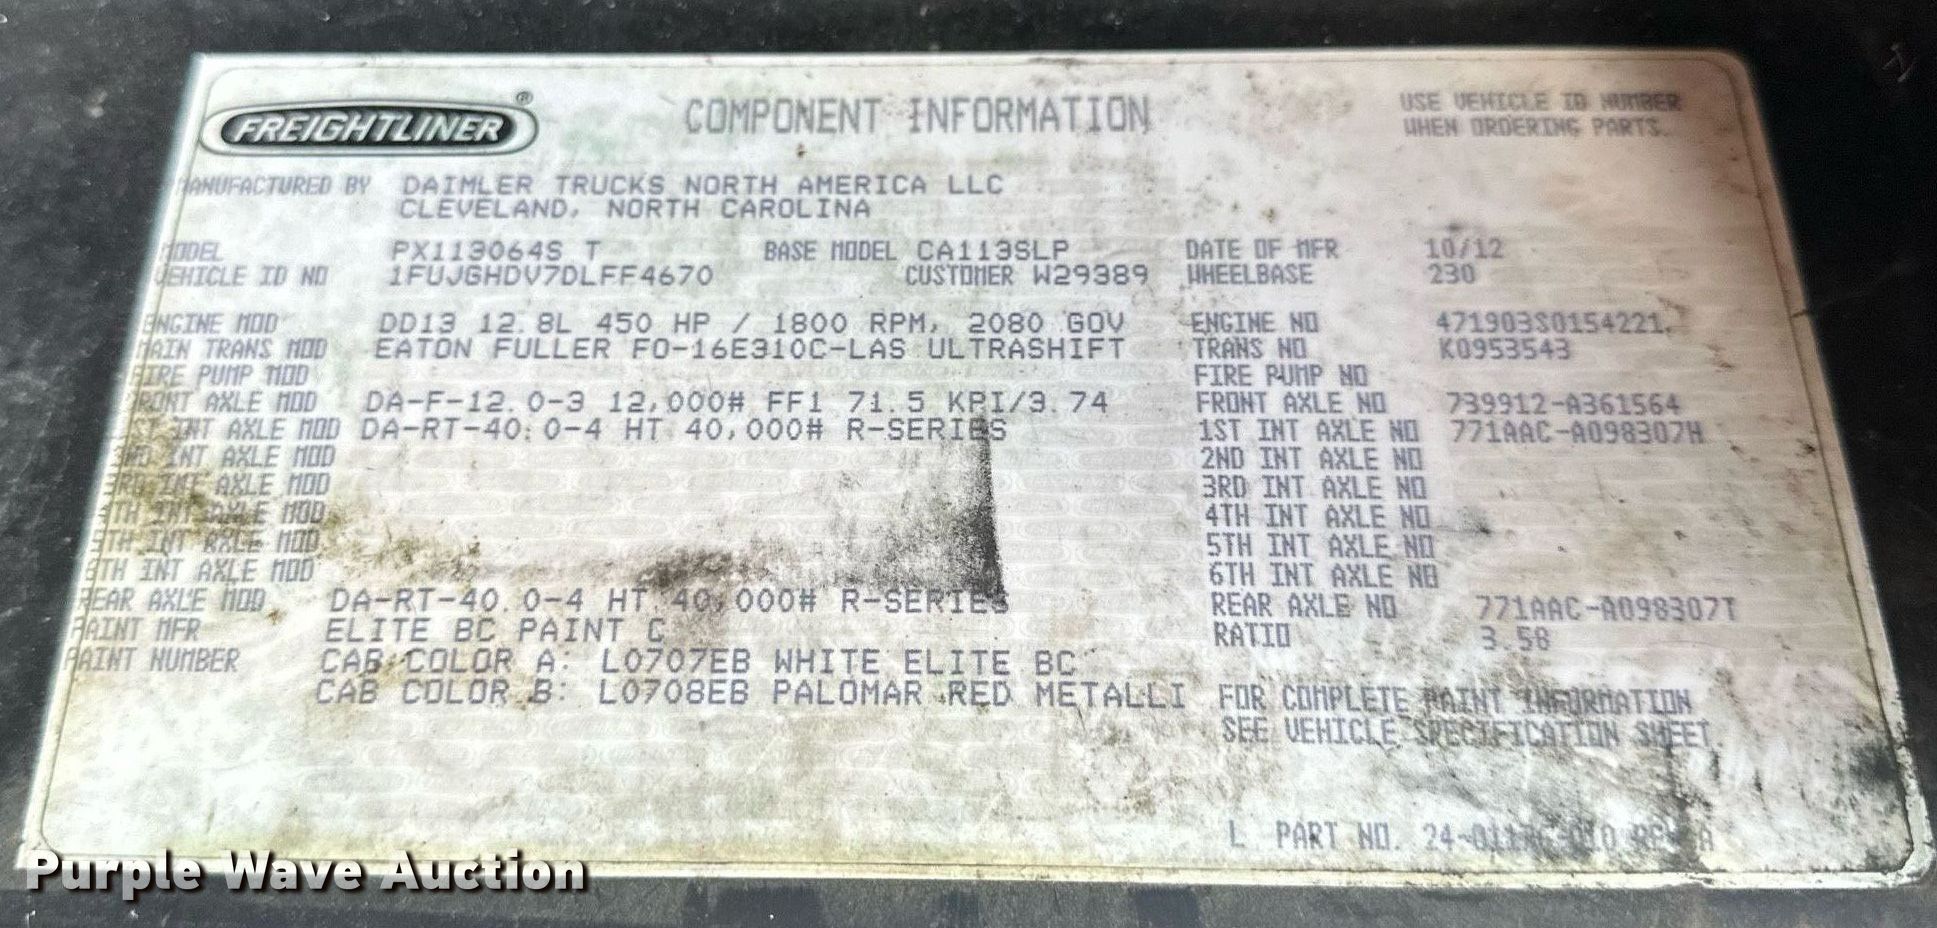 FREIGHTLINER ®
COMPONENT INFORMATION
USE VEHICLE ID NUMBER
WHEN ORDERING PARTS.
MANUFACTURED BY DAIMLER TRUCKS NORTH AMERICA LLC
CLEVELAND, NORTH CAROLINA
MODEL PX113064S T BASE MODEL CA113SLP DATE OF MFR 10/12
VEHICLE ID NO 1FUJGHDV7DLFF4670 CUSTOMER W29389 WHEELBASE 230
ENGINE MOD DD13 12.8L 450 HP / 1800 RPM, 2080 GOV ENGINE NO 471903S0154221
MAIN TRANS MOD EATON FULLER FO-16E310C-LAS ULTRASHIFT TRANS NO K0953543
FIRE PUMP MOD FIRE PUMP NO
FRONT AXLE MOD DA-F-12.0-3 12,000# FF1 71.5 KPI/3.74 FRONT AXLE NO 739912-A361564
1ST INT AXLE MOD DA-RT-40.0-4 HT 40,000# R-SERIES 1ST INT AXLE NO 771AAC-A098307H
INT AXLE MOD 2ND INT AXLE NO
3RD INT AXLE MOD 3RD INT AXLE NO
4TH INT AXLE MOD 4TH INT AXLE NO
5TH INT AXLE MOD 5TH INT AXLE NO
6TH INT AXLE MOD 6TH INT AXLE NO
REAR AXLE MOD DA-RT-40.0-4 HT 40,000# R-SERIES REAR AXLE NO 771AAC-A098307T
PAINT MFR ELITE BC PAINT C RATIO 3.58
PAINT NUMBER CAB COLOR A: L0707EB WHITE ELITE BC
CAB COLOR B: L0708EB PALOMAR RED METALLI FOR COMPLETE PAINT INFORMATION
SEE VEHICLE SPECIFICATION SHEET
L PART NO.
Purple Wave Auction